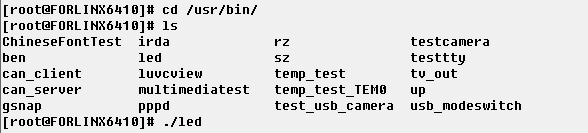 [root@FORLINX6410]# cd /usr/bin/
[root@FORLINX6410]# ls
ChineseFontTest  irda             rz               testcamera
ben              led              sz               testtty
can_client       luvcview         temp_test        tv_out
can_server       multimediatest   temp_test_TEM0   up
gsnap            pppd             test_usb_camera  usb_modeswitch
[root@FORLINX6410]# ./led